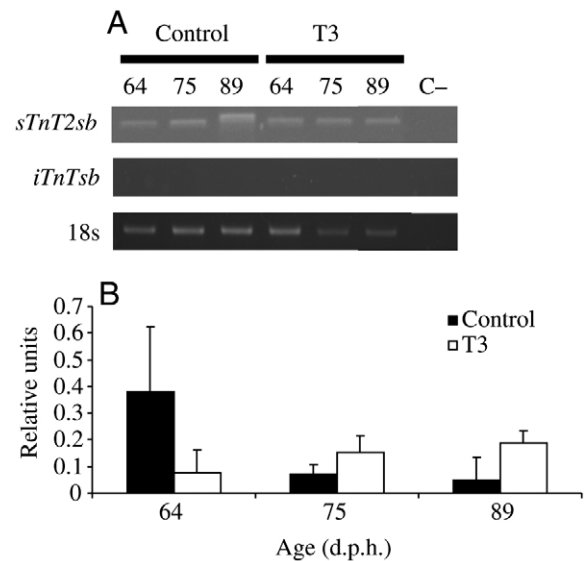 A
Control T3
64 75 89 64 75 89 C–
sTnT2sb
iTnTsb
18s
B
0.7
0.6
0.5
0.4
0.3
0.2
0.1
0
Relative units
Control
T3
64 75 89
Age (d.p.h.)